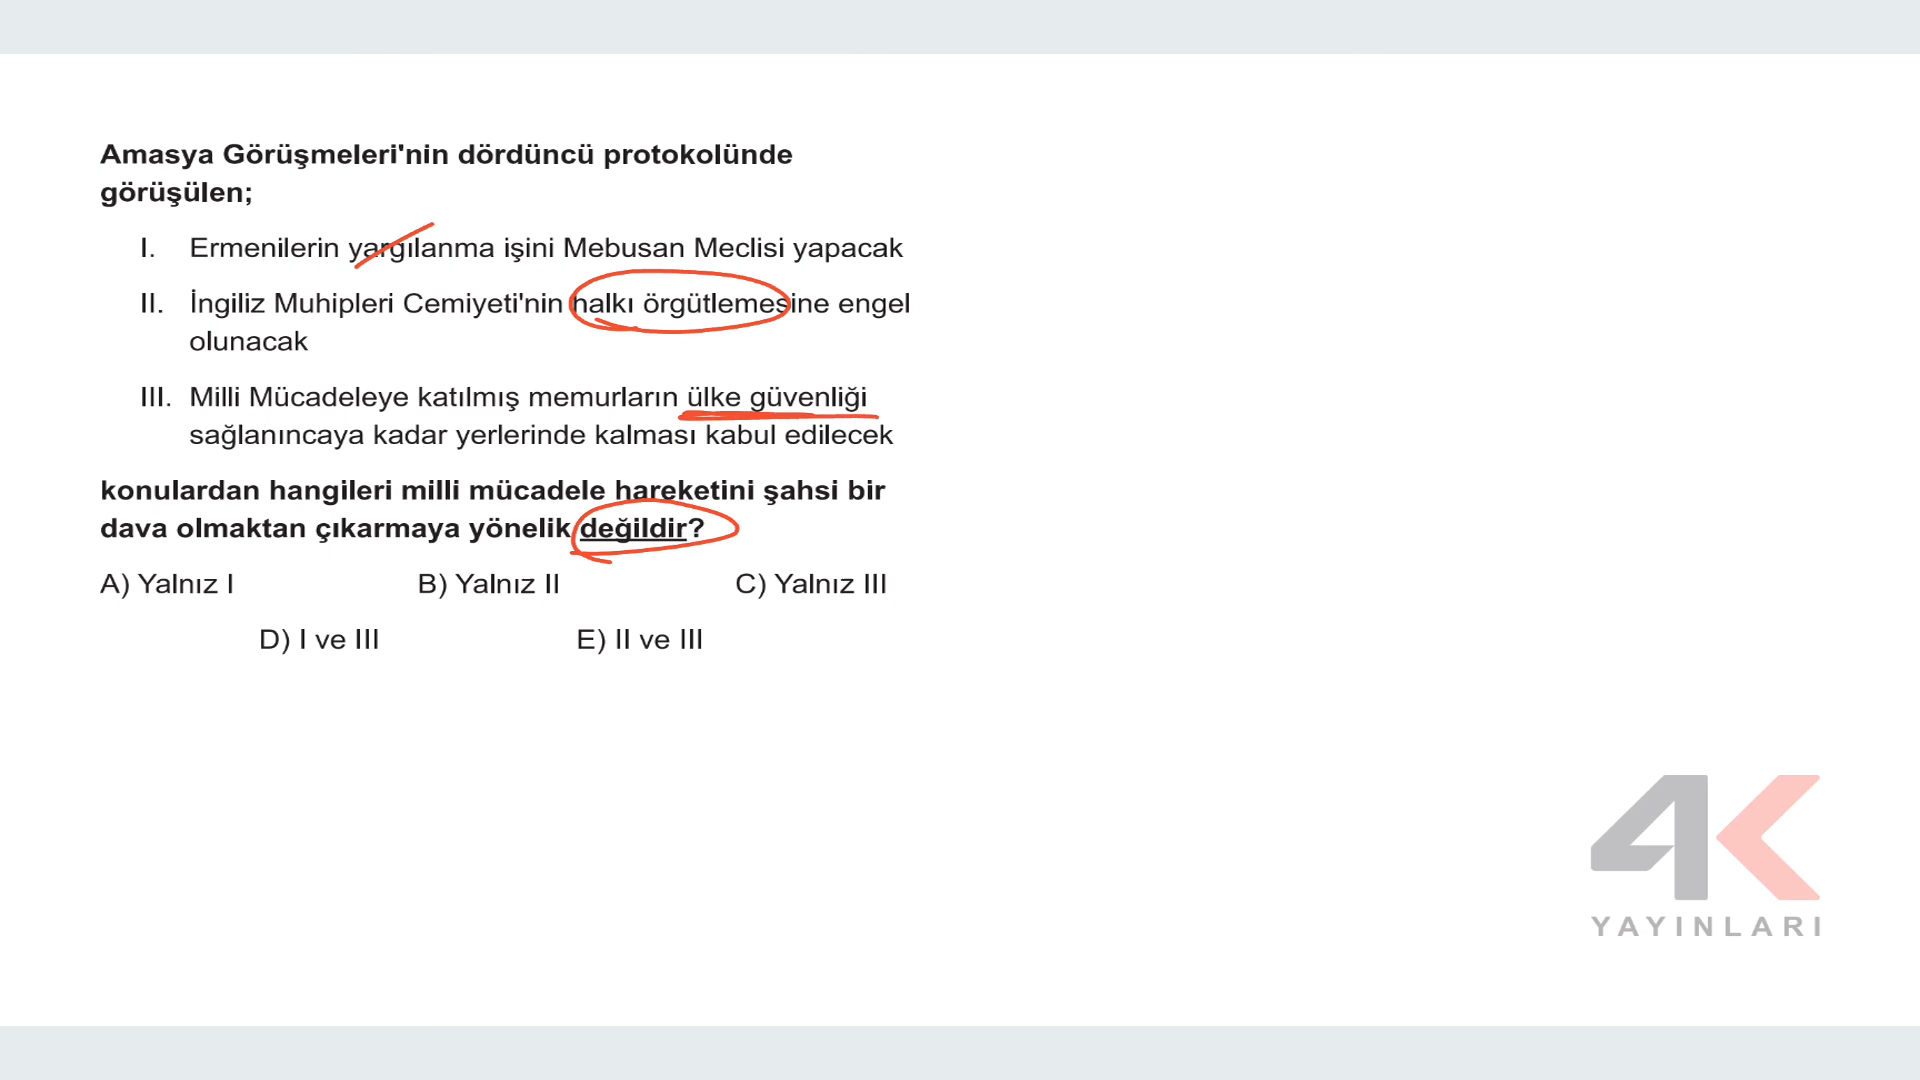 Amasya Görüşmeleri'nin dördüncü protokolünde
görüşülen;
I. Ermenilerin yargılanma işini Mebusan Meclisi yapacak
II. İngiliz Muhipleri Cemiyeti'nin halkı örgütlemesine engel
olunacak
III. Milli Mücadeleye katılmış memurların ülke güvenliği
sağlanıncaya kadar yerlerinde kalması kabul edilecek
konulardan hangileri milli mücadele hareketini şahsi bir
dava olmaktan çıkarmaya yönelik değildir?
A) Yalnız I B) Yalnız II C) Yalnız III
D) I ve III E) II ve III
4K
YAYINLARI